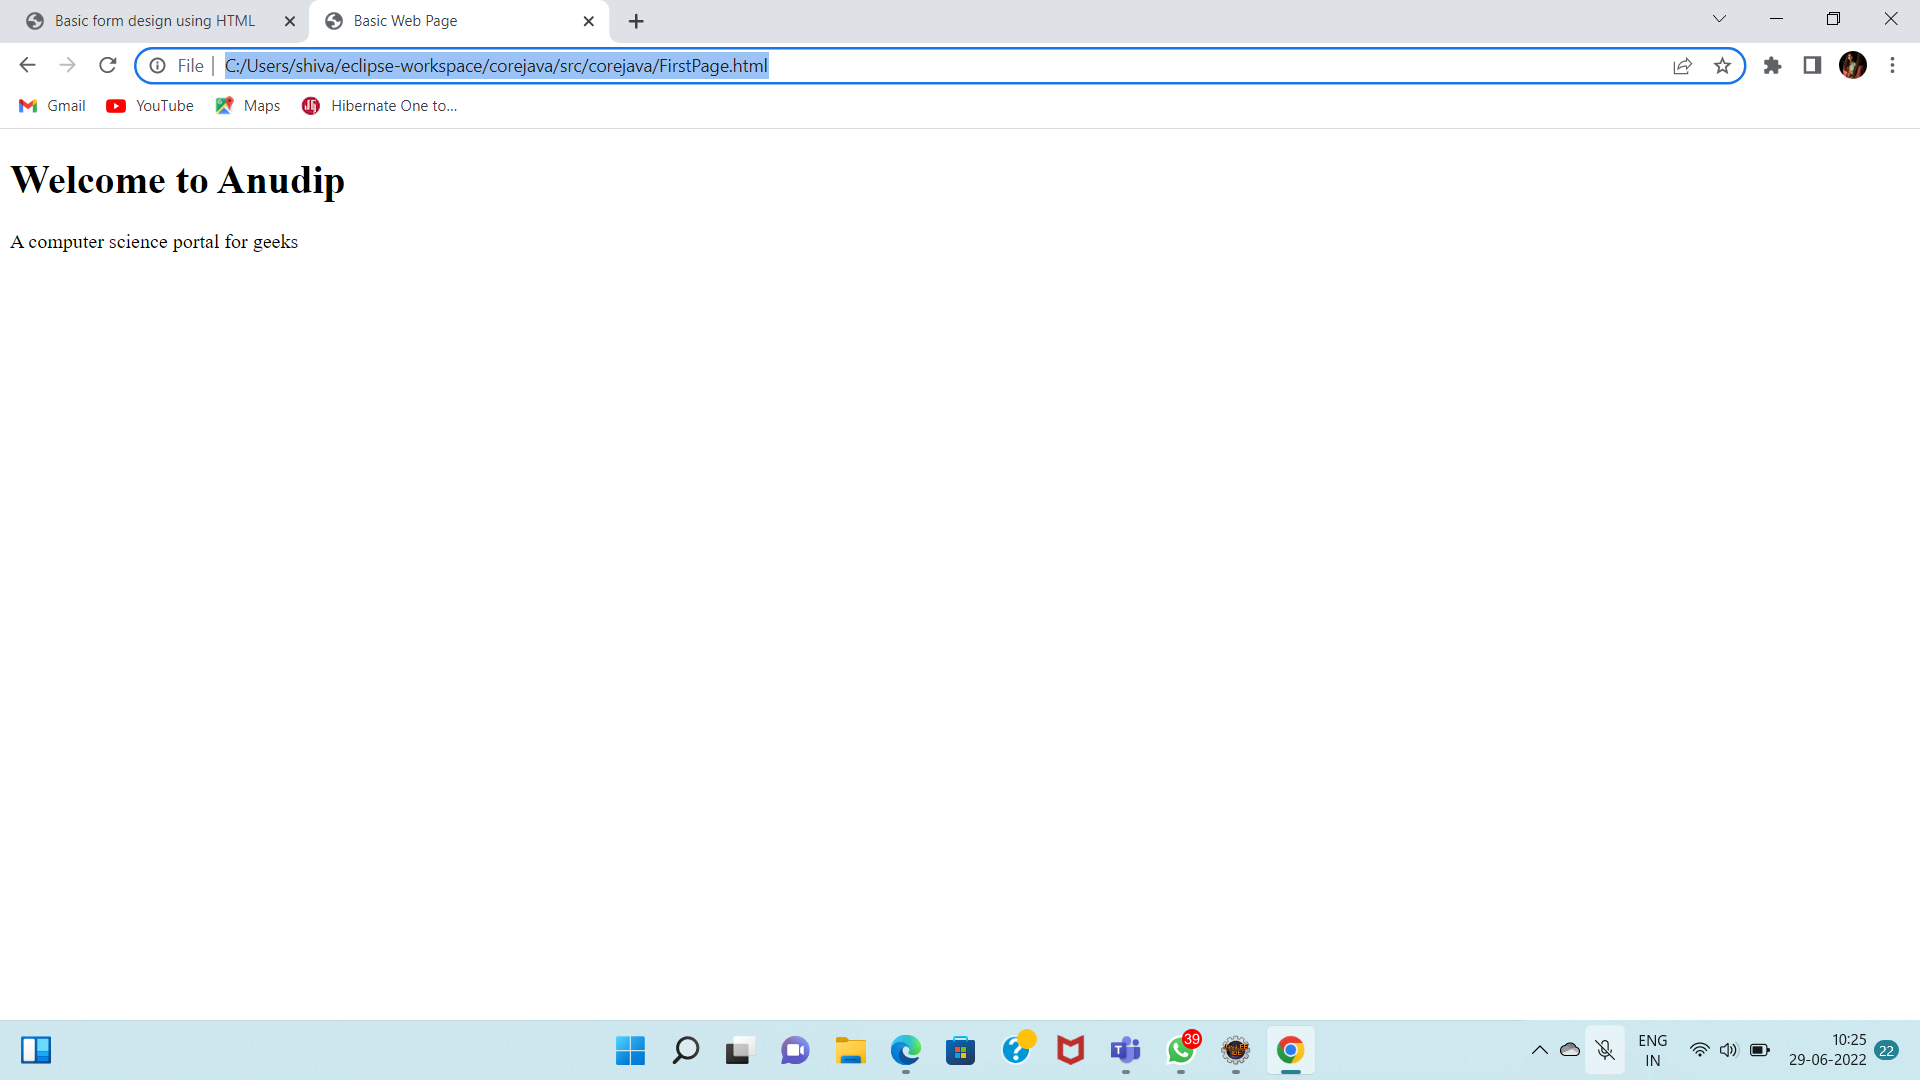 Basic form design using HTML
Basic Web Page
File
C:/Users/shiva/eclipse-workspace/corejava/src/corejava/FirstPage.html
Gmail
YouTube
Maps
Hibernate One to...
Welcome to Anudip
A computer science portal for geeks
39
ENG
IN
10:25
29-06-2022
22